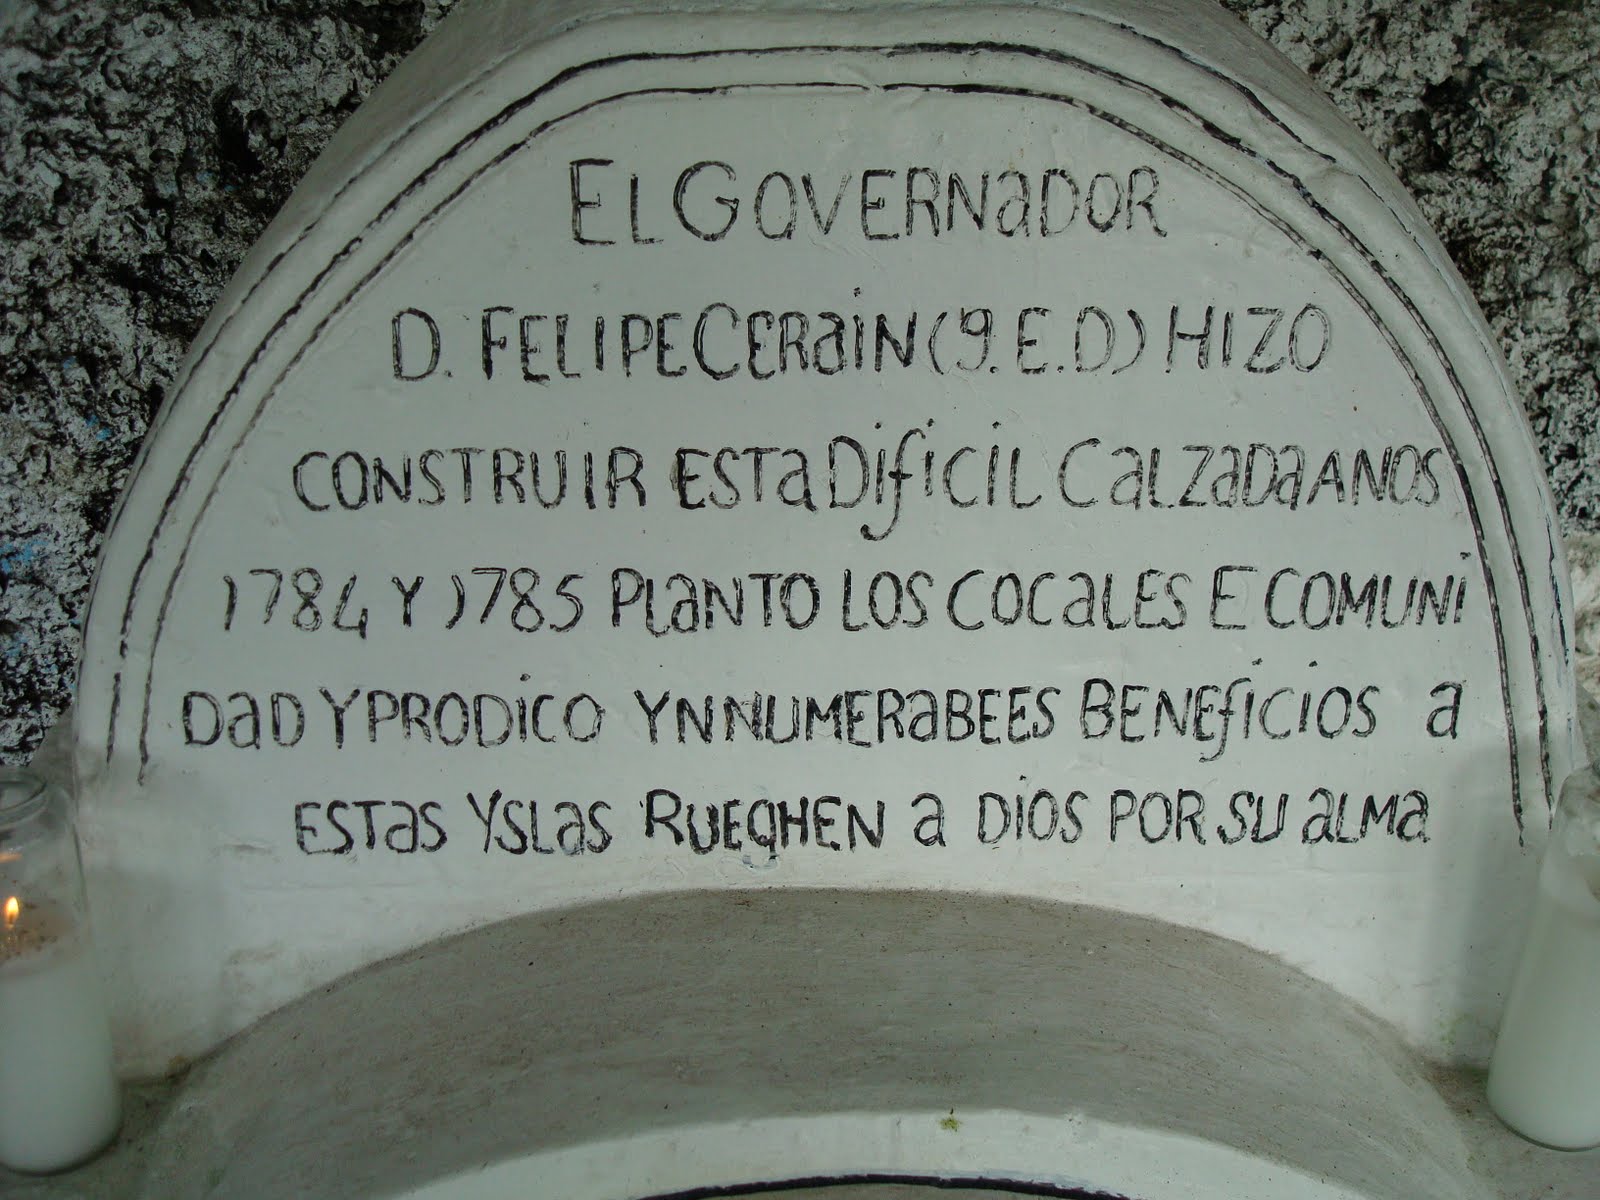 EL GOVERNaDOR
D. FELIPE CERaiN (9. E. D) HIZO
CONSTRUIR ESTa DificiL CaLZaDa ANOS
1784 Y 1785 PLaNTO LOS COCaLES E COMUNi
DaD Y PRODiCO YNNUMERaBEES BENEficiOS a
ESTaS YSLaS RUEGHEN a DiOS POR SU aLMa